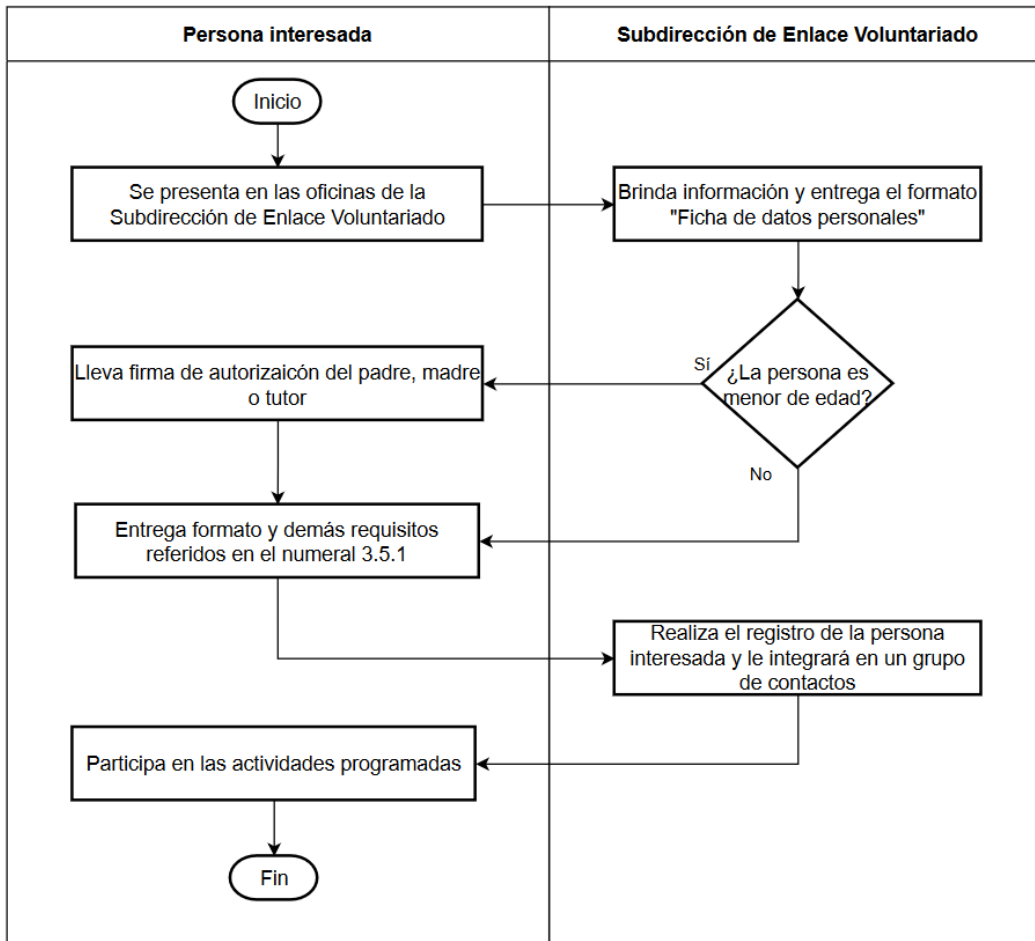 Persona interesada
Subdirección de Enlace Voluntariado
Inicio
Se presenta en las oficinas de la
Subdirección de Enlace Voluntariado
Brinda información y entrega el formato
"Ficha de datos personales"
¿La persona es
menor de edad?
Sí
No
Lleva firma de autorizaicón del padre, madre
o tutor
Entrega formato y demás requisitos
referidos en el numeral 3.5.1
Realiza el registro de la persona
interesada y le integrará en un grupo
de contactos
Participa en las actividades programadas
Fin